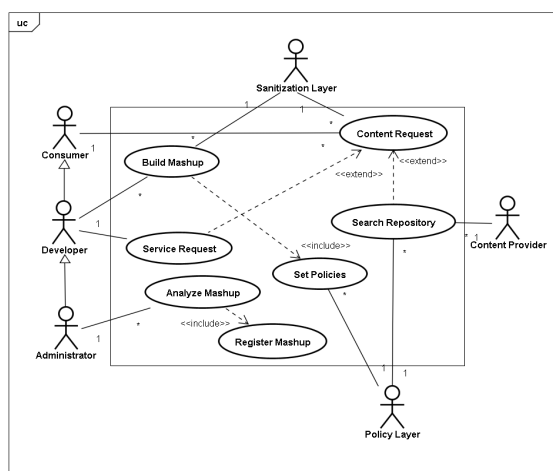 uc
Sanitization Layer
1
1
*
*
Consumer
1
*
Content Request
Build Mashup
<<extend>>
<<extend>>
*
Developer
1
Service Request
Search Repository
*
1
Content Provider
<<include>>
*
Set Policies
*
Analyze Mashup
*
<<include>>
Administrator
1
Register Mashup
1
1
Policy Layer